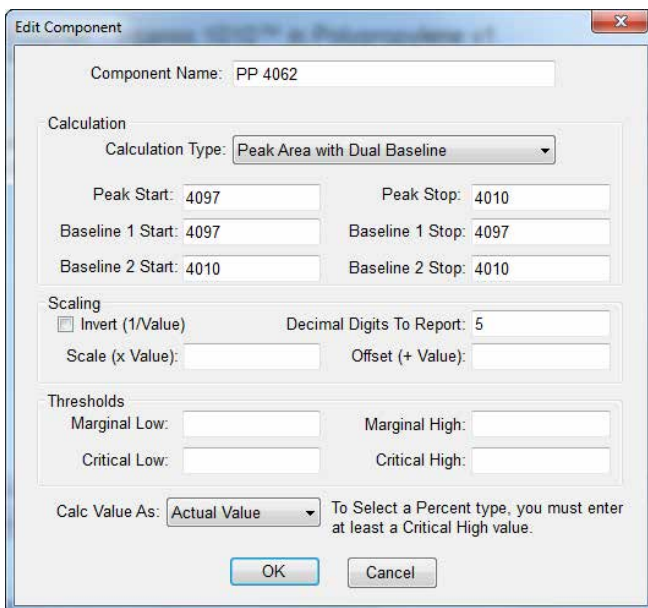 Edit Component
Component Name: PP 4062
Calculation
Calculation Type: Peak Area with Dual Baseline
Peak Start: 4097 Peak Stop: 4010
Baseline 1 Start: 4097 Baseline 1 Stop: 4097
Baseline 2 Start: 4010 Baseline 2 Stop: 4010
Scaling
Invert (1/Value) Decimal Digits To Report: 5
Scale (x Value): Offset (+ Value):
Thresholds
Marginal Low: Marginal High:
Critical Low: Critical High:
Calc Value As: Actual Value To Select a Percent type, you must enter
at least a Critical High value.
OK Cancel